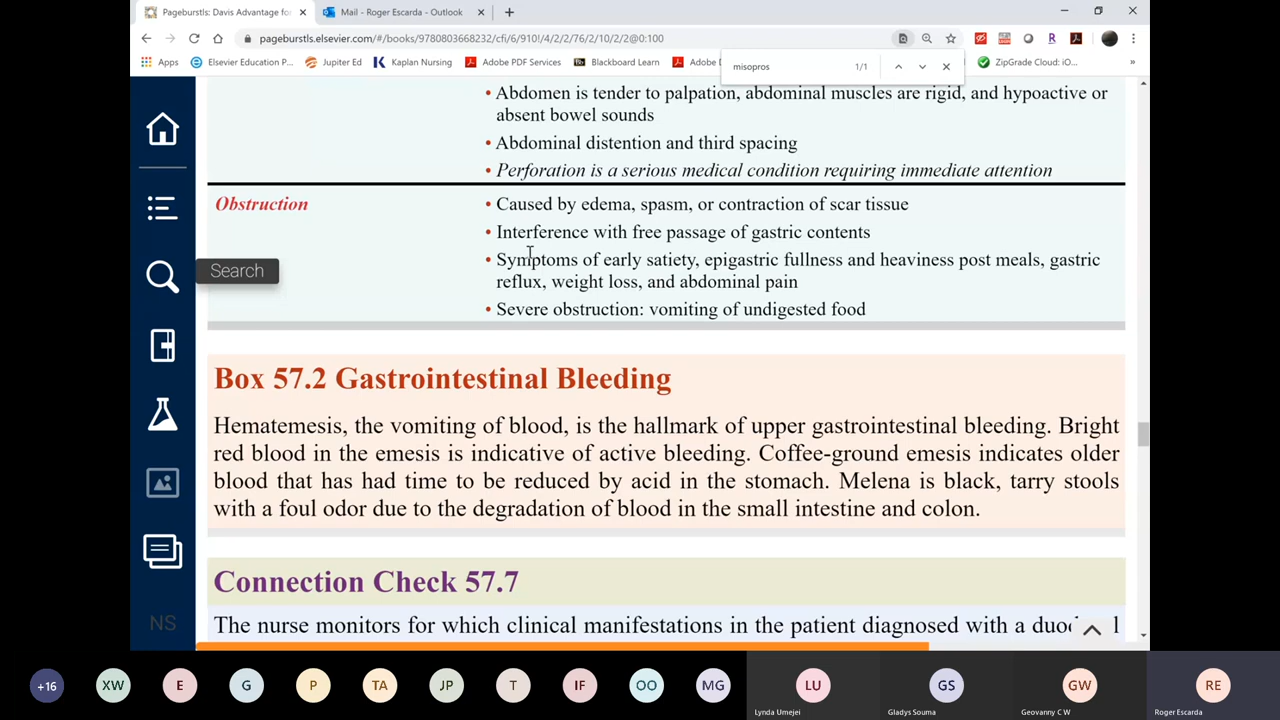 Pageburstls: Davis Advantage fo
Mail - Roger Escarda - Outlook
pageburstls.elsevier.com/#/books/9780803668232/cfi/6/910!/4/2/2/76/2/10/2/2@0:100
misopros 1/1
Apps
Elsevier Education P...
Jupiter Ed
Kaplan Nursing
Adobe PDF Services
Blackboard Learn
Adobe D
ZipGrade Cloud: iO...
• Abdomen is tender to palpation, abdominal muscles are rigid, and hypoactive or
absent bowel sounds
• Abdominal distention and third spacing
• Perforation is a serious medical condition requiring immediate attention
Obstruction
• Caused by edema, spasm, or contraction of scar tissue
• Interference with free passage of gastric contents
• Symptoms of early satiety, epigastric fullness and heaviness post meals, gastric
reflux, weight loss, and abdominal pain
• Severe obstruction: vomiting of undigested food
Search
Box 57.2 Gastrointestinal Bleeding
Hematemesis, the vomiting of blood, is the hallmark of upper gastrointestinal bleeding. Bright
red blood in the emesis is indicative of active bleeding. Coffee-ground emesis indicates older
blood that has had time to be reduced by acid in the stomach. Melena is black, tarry stools
with a foul odor due to the degradation of blood in the small intestine and colon.
Connection Check 57.7
The nurse monitors for which clinical manifestations in the patient diagnosed with a
NS
+16
XW
E
G
P
TA
JP
T
IF
OO
MG
LU
Lynda Umejei
GS
Gladys Souma
GW
Geovanny C W
RE
Roger Escarda